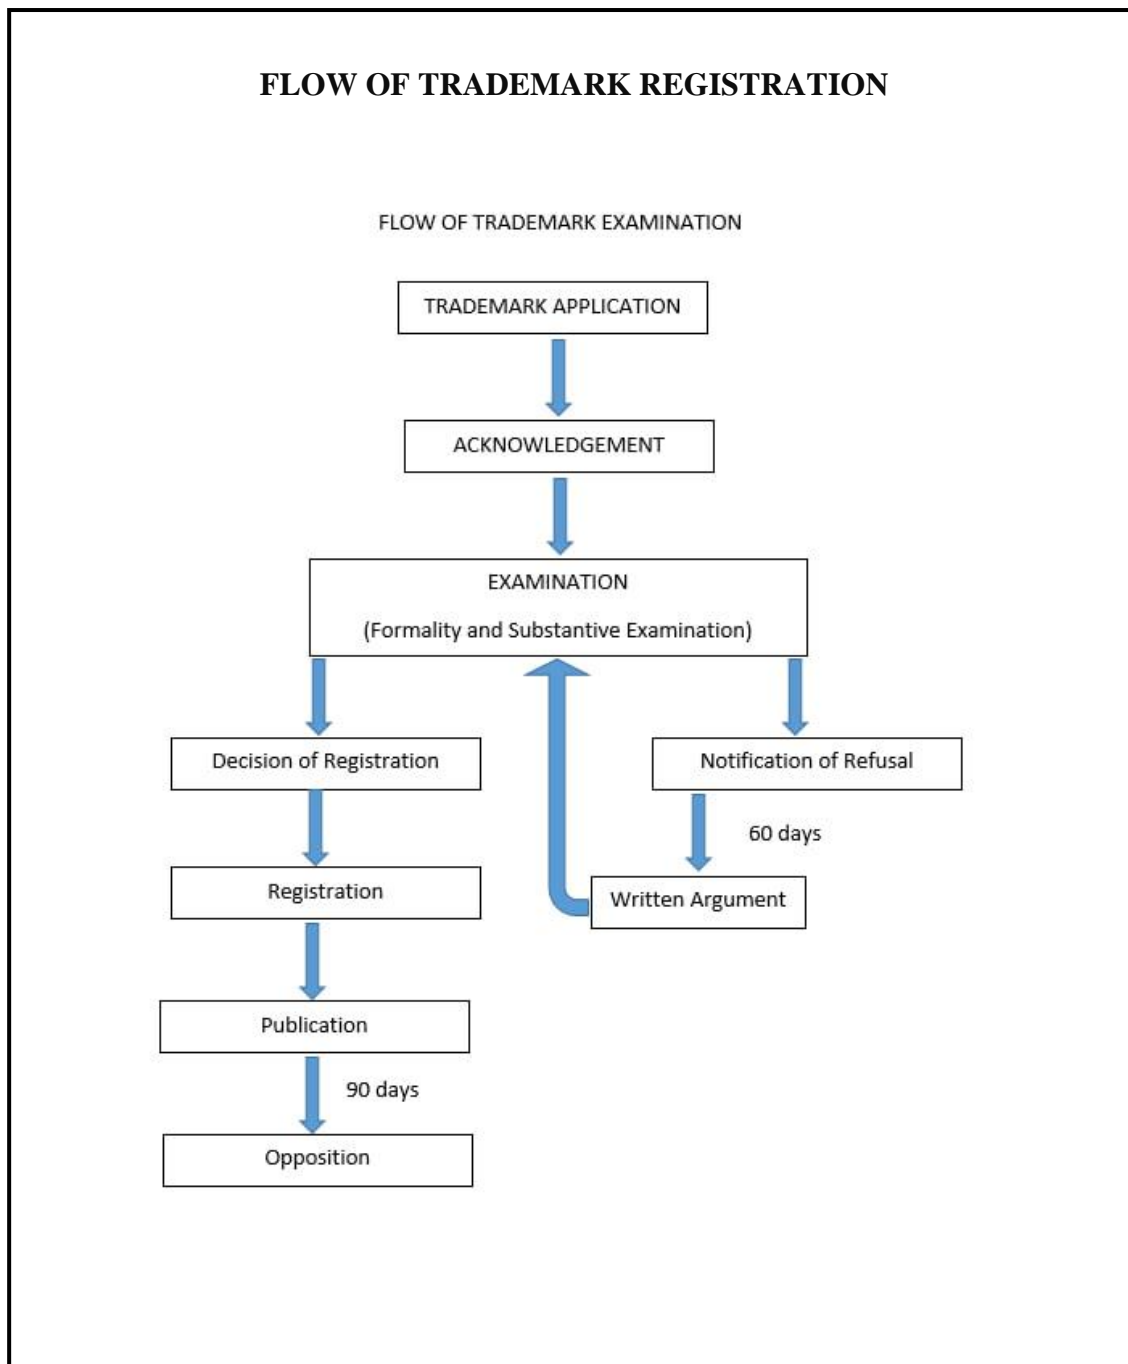 FLOW OF TRADEMARK REGISTRATION
FLOW OF TRADEMARK EXAMINATION
TRADEMARK APPLICATION
ACKNOWLEDGEMENT
EXAMINATION
(Formality and Substantive Examination)
Decision of Registration
Notification of Refusal
60 days
Registration
Written Argument
Publication
90 days
Opposition